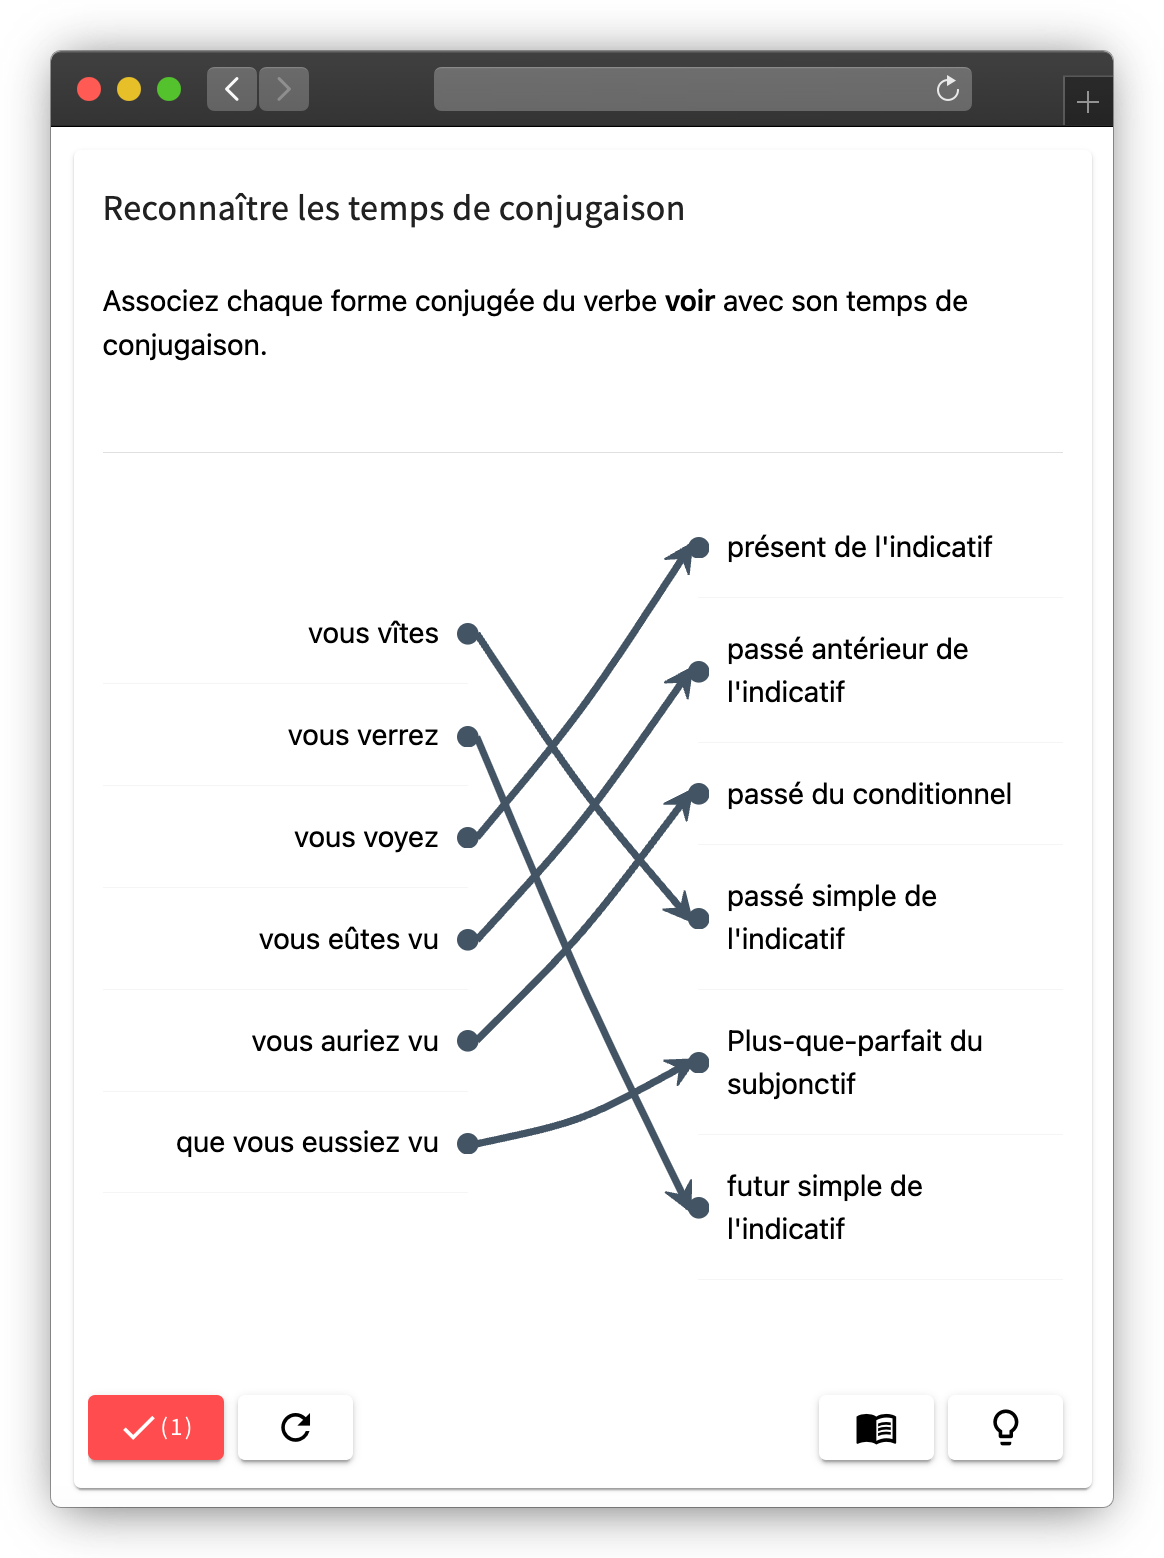 Reconnaître les temps de conjugaison
Associez chaque forme conjugée du verbe voir avec son temps de
conjugaison.
vous vîtes
vous verrez
vous voyez
vous eûtes vu
vous auriez vu
que vous eussiez vu
présent de l'indicatif
passé antérieur de
l'indicatif
passé du conditionnel
passé simple de
l'indicatif
Plus-que-parfait du
subjonctif
futur simple de
l'indicatif
(1)